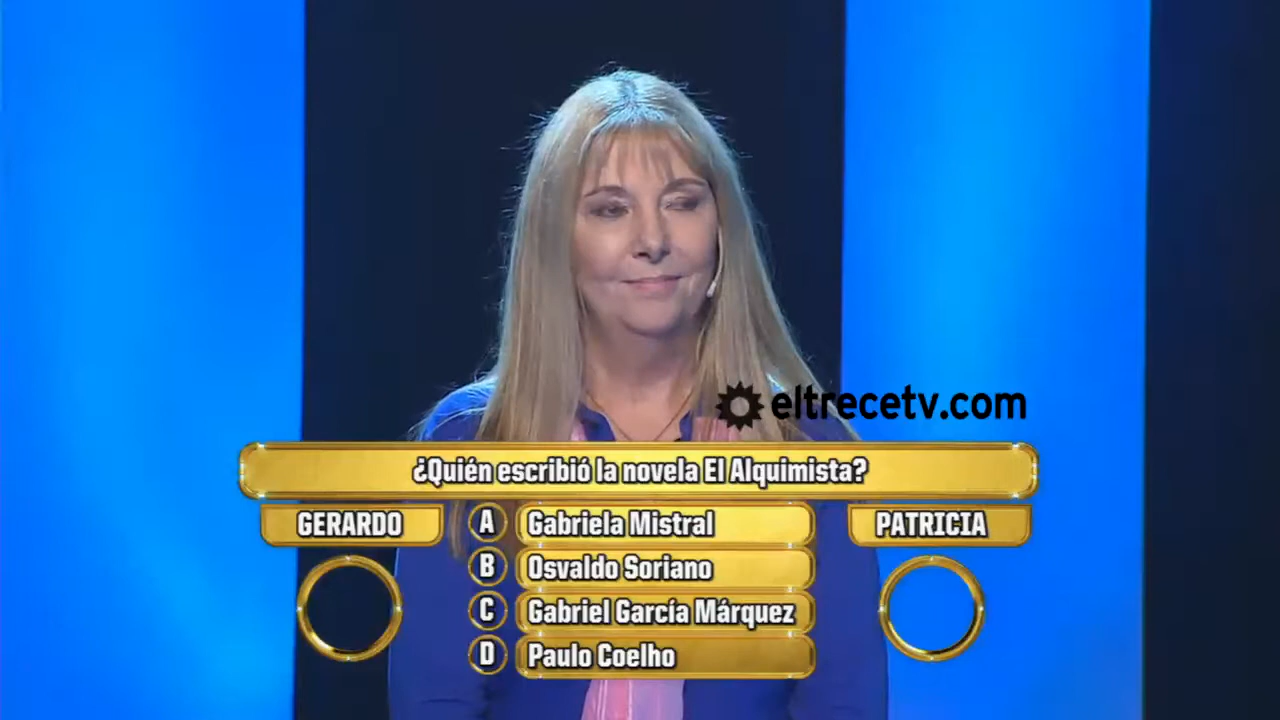 eltrecetv.com
¿Quién escribió la novela El Alquimista?
GERARDO
PATRICIA
A Gabriela Mistral
B Osvaldo Soriano
C Gabriel García Márquez
D Paulo Coelho